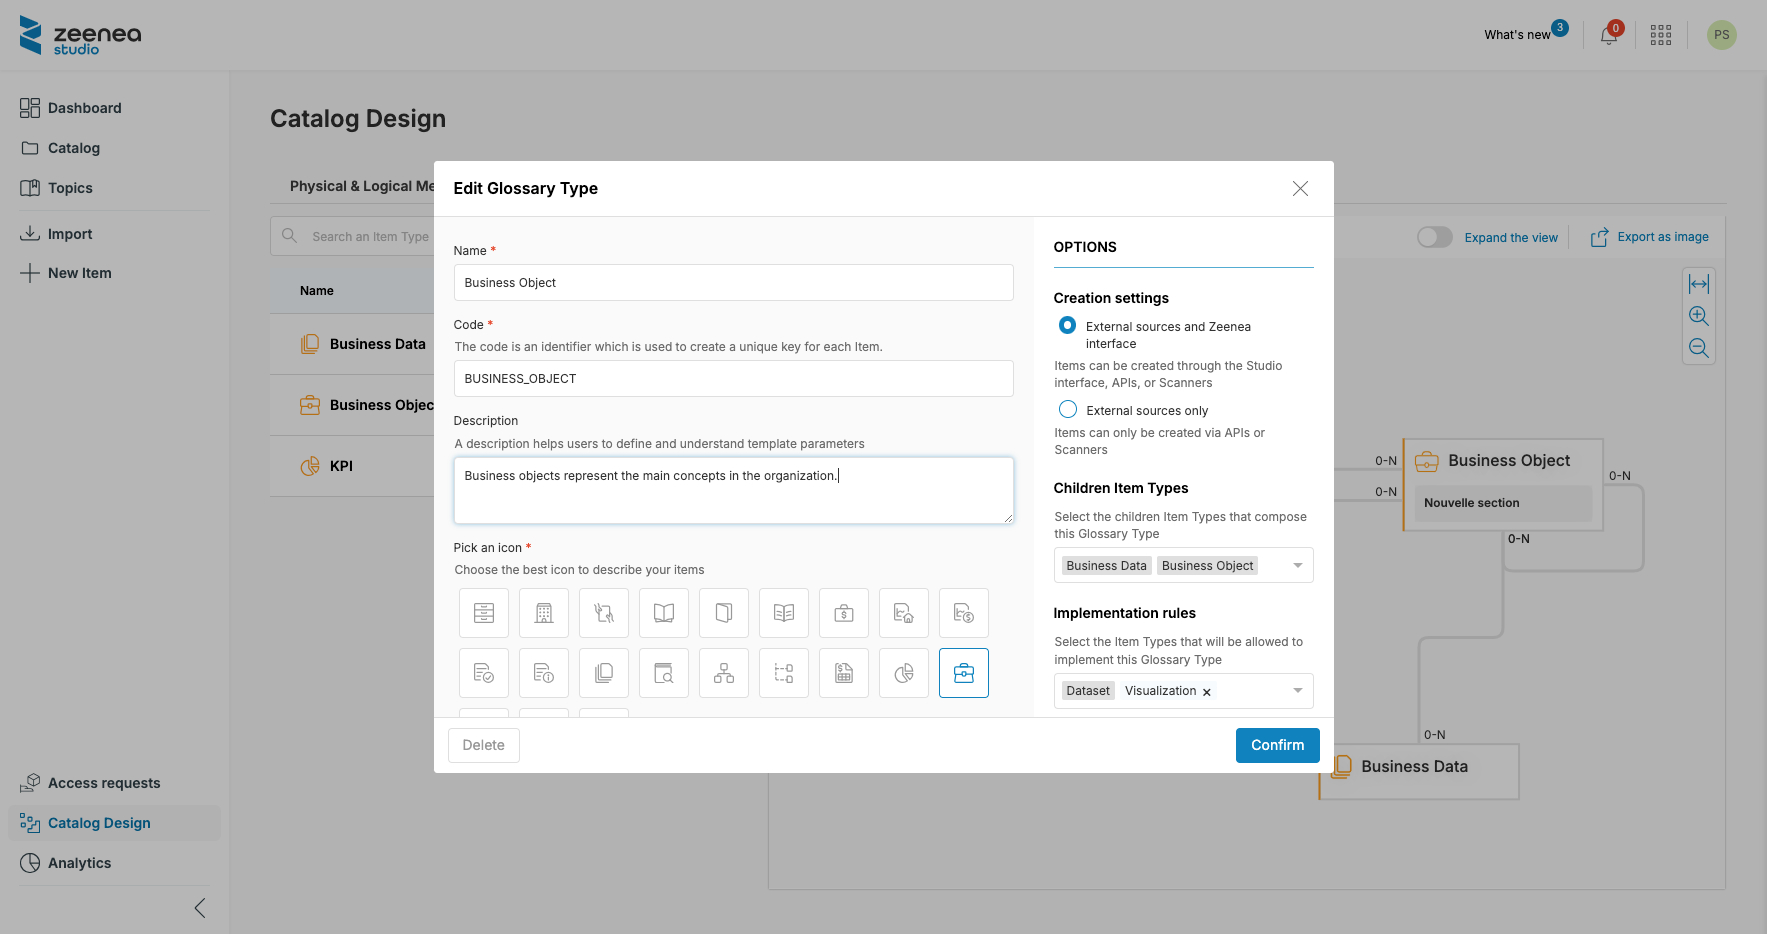 zeenea
studio
What's new
3
0
PS
Dashboard
Catalog
Topics
Import
New Item
Access requests
Catalog Design
Analytics
Catalog Design
Physical & Logical Me
Search an Item Type
Name
Business Data
Business Objec
KPI
Expand the view
Export as image
0-N
0-N
Business Object
Nouvelle section
0-N
0-N
0-N
Business Data
Edit Glossary Type
Name *
Business Object
Code *
The code is an identifier which is used to create a unique key for each Item.
BUSINESS_OBJECT
Description
A description helps users to define and understand template parameters
Business objects represent the main concepts in the organization.
Pick an icon *
Choose the best icon to describe your items
OPTIONS
Creation settings
External sources and Zeenea
interface
Items can be created through the Studio
interface, APIs, or Scanners
External sources only
Items can only be created via APIs or
Scanners
Children Item Types
Select the children Item Types that compose
this Glossary Type
Business Data Business Object
Implementation rules
Select the Item Types that will be allowed to
implement this Glossary Type
Dataset Visualization ×
Delete
Confirm